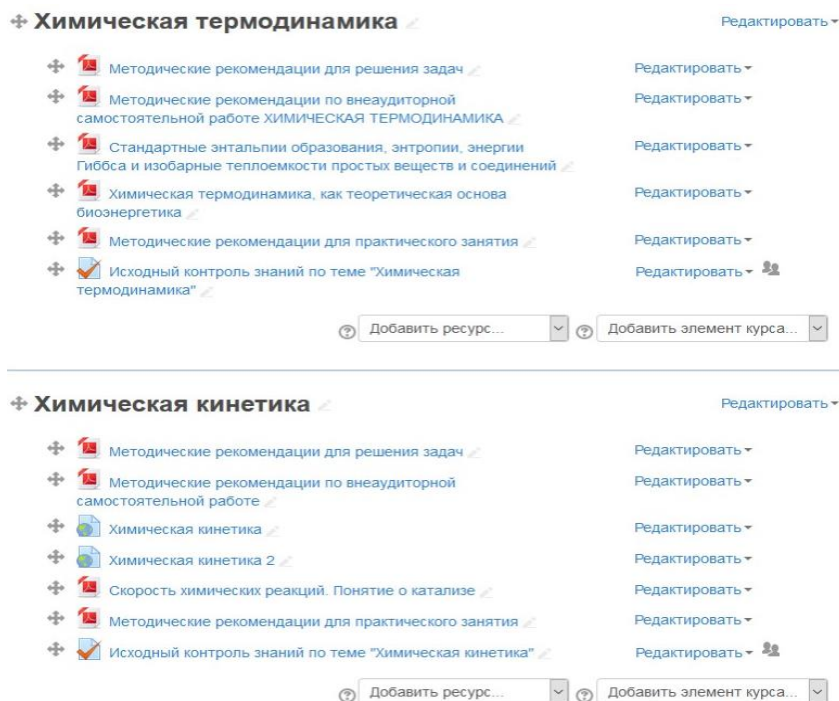 Химическая термодинамика Редактировать
Методические рекомендации для решения задач Редактировать
Методические рекомендации по внеаудиторной Редактировать
самостоятельной работе ХИМИЧЕСКАЯ ТЕРМОДИНАМИКА
Стандартные энтальпии образования, энтропии, энергии Редактировать
Гиббса и изобарные теплоемкости простых веществ и соединений
Химическая термодинамика, как теоретическая основа Редактировать
биоэнергетика
Методические рекомендации для практического занятия Редактировать
Исходный контроль знаний по теме "Химическая Редактировать
термодинамика"
Добавить ресурс... Добавить элемент курса...
Химическая кинетика Редактировать
Методические рекомендации для решения задач Редактировать
Методические рекомендации по внеаудиторной Редактировать
самостоятельной работе
Химическая кинетика Редактировать
Химическая кинетика 2 Редактировать
Скорость химических реакций. Понятие о катализе Редактировать
Методические рекомендации для практического занятия Редактировать
Исходный контроль знаний по теме "Химическая кинетика" Редактировать
Добавить ресурс... Добавить элемент курса...